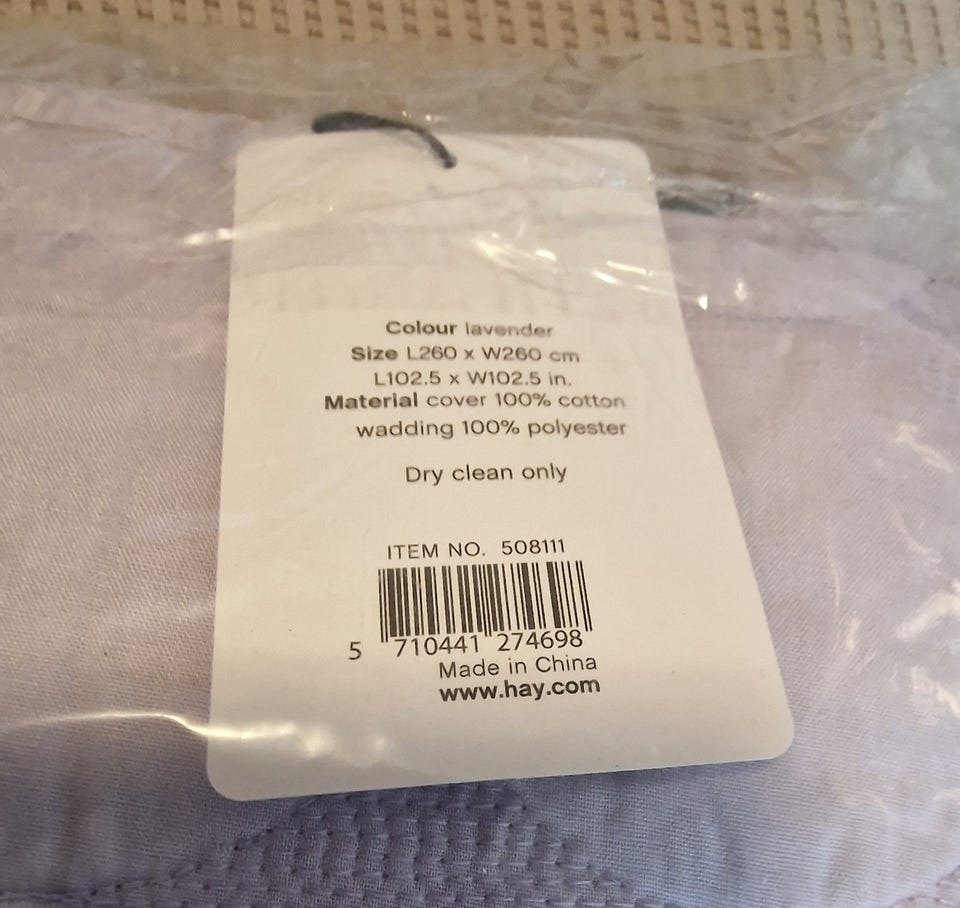 Colour lavender
Size L260 x W260 cm
L102.5 x W102.5 in.
Material cover 100% cotton
wadding 100% polyester
Dry clean only
ITEM NO. 508111
5 710441 274698
Made in China
www.hay.com